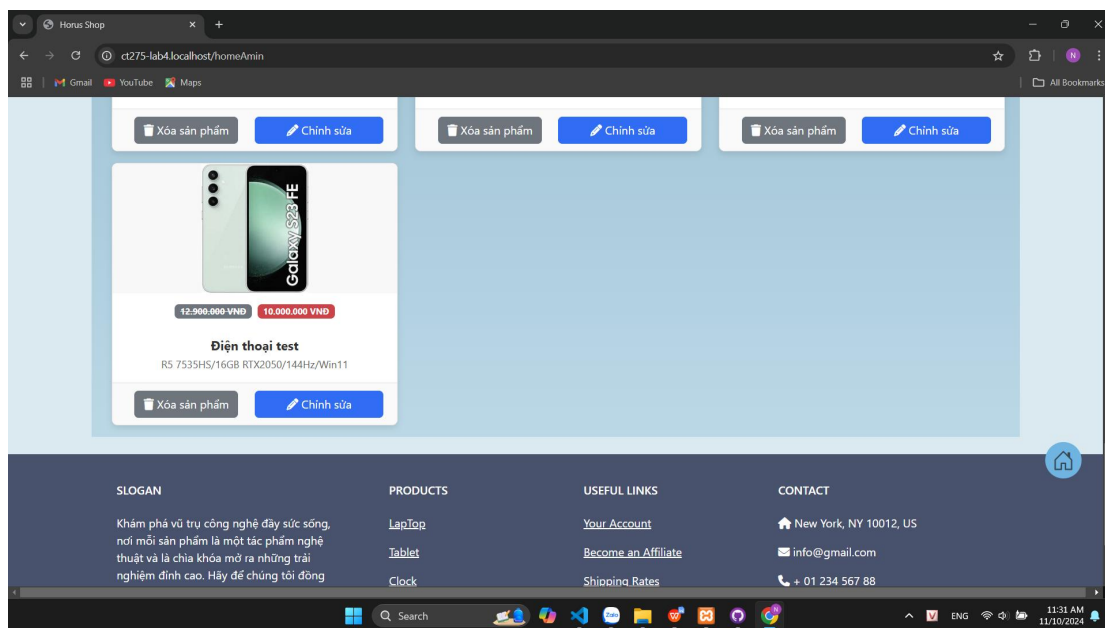 Horus Shop
ct275-lab4.localhost/homeAmin
N
Gmail YouTube Maps
All Bookmarks
Xóa sản phẩm Chỉnh sửa Xóa sản phẩm Chỉnh sửa Xóa sản phẩm Chỉnh sửa
Galaxy S23 FE
12.900.000 VNĐ 10.000.000 VNĐ
Điện thoại test
R5 7535HS/16GB RTX2050/144Hz/Win11
Xóa sản phẩm Chỉnh sửa
SLOGAN
Khám phá vũ trụ công nghệ đầy sức sống,
nơi mỗi sản phẩm là một tác phẩm nghệ
thuật và là chìa khóa mở ra những trải
nghiệm đỉnh cao. Hãy để chúng tôi đồng
PRODUCTS
LapTop
Tablet
Clock
USEFUL LINKS
Your Account
Become an Affiliate
Shipping Rates
CONTACT
New York, NY 10012, US
info@gmail.com
+ 01 234 567 88
Search
Zalo
V
ENG
11:31 AM
11/10/2024